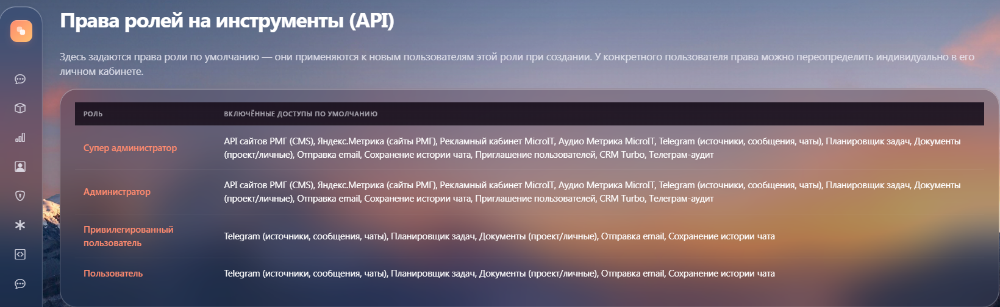 Права ролей на инструменты (API)
Здесь задаются права роли по умолчанию — они применяются к новым пользователям этой роли при создании. У конкретного пользователя права можно переопределить индивидуально в его
личном кабинете.
РОЛЬ ВКЛЮЧЁННЫЕ ДОСТУПЫ ПО УМОЛЧАНИЮ
Супер администратор
API сайтов РМГ (CMS), Яндекс.Метрика (сайты РМГ), Рекламный кабинет MicroIT, Аудио Метрика MicroIT, Telegram (источники, сообщения, чаты), Планировщик задач, Документы
(проект/личные), Отправка email, Сохранение истории чата, Приглашение пользователей, CRM Turbo, Телеграм-аудит
Администратор
API сайтов РМГ (CMS), Яндекс.Метрика (сайты РМГ), Рекламный кабинет MicroIT, Аудио Метрика MicroIT, Telegram (источники, сообщения, чаты), Планировщик задач, Документы
(проект/личные), Отправка email, Сохранение истории чата, Приглашение пользователей, CRM Turbo, Телеграм-аудит
Привилегированный
пользователь
Telegram (источники, сообщения, чаты), Планировщик задач, Документы (проект/личные), Отправка email, Сохранение истории чата
Пользователь
Telegram (источники, сообщения, чаты), Планировщик задач, Документы (проект/личные), Отправка email, Сохранение истории чата